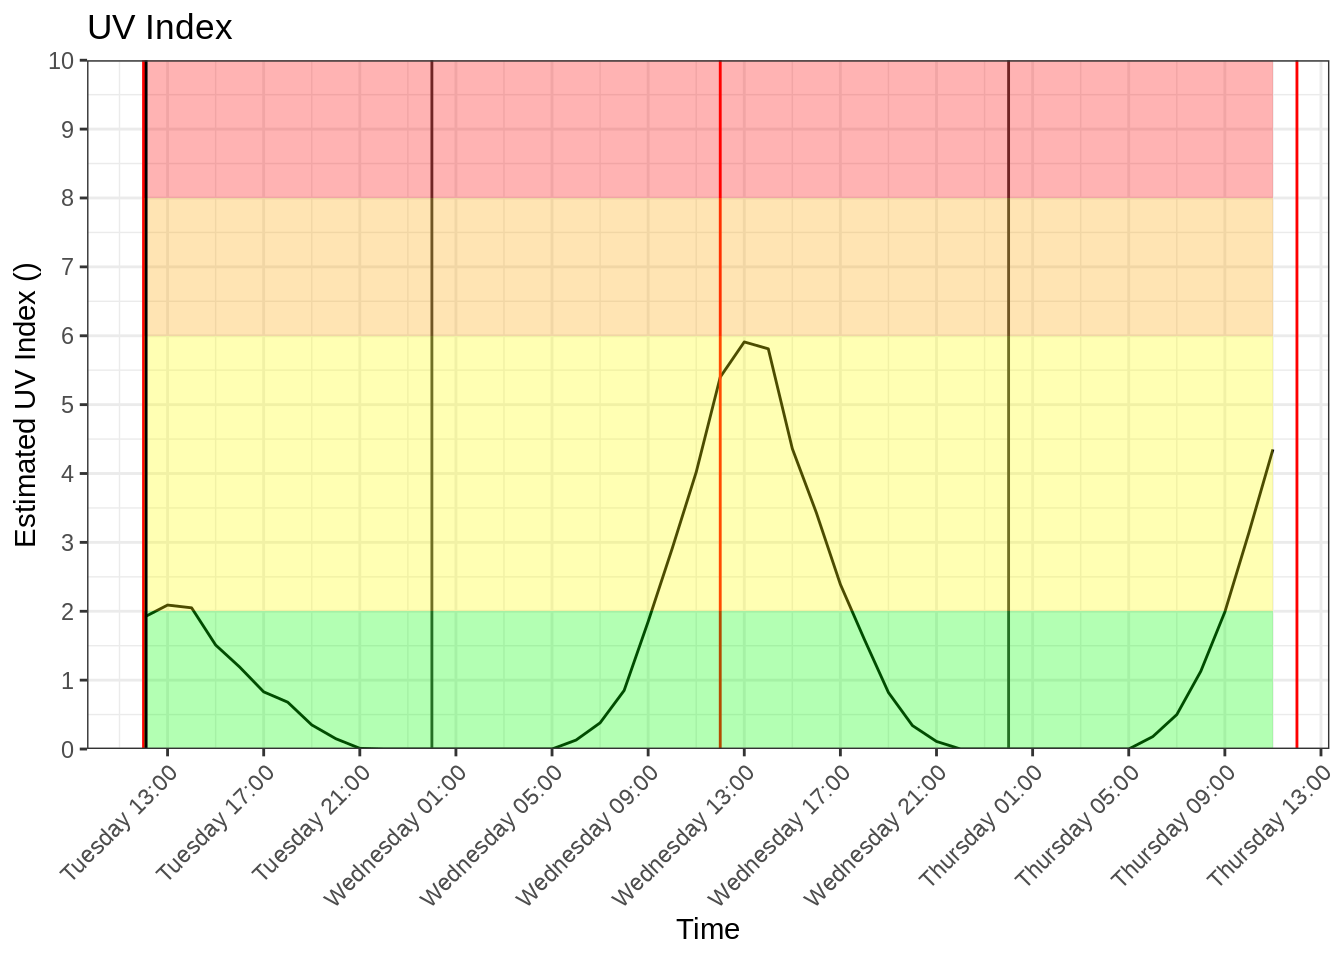 UV Index
10
9
8
7
6
5
4
3
2
1
0
Estimated UV Index ()
Tuesday 13:00
Tuesday 17:00
Tuesday 21:00
Wednesday 01:00
Wednesday 05:00
Wednesday 09:00
Wednesday 13:00
Wednesday 17:00
Wednesday 21:00
Thursday 01:00
Thursday 05:00
Thursday 09:00
Thursday 13:00
Time